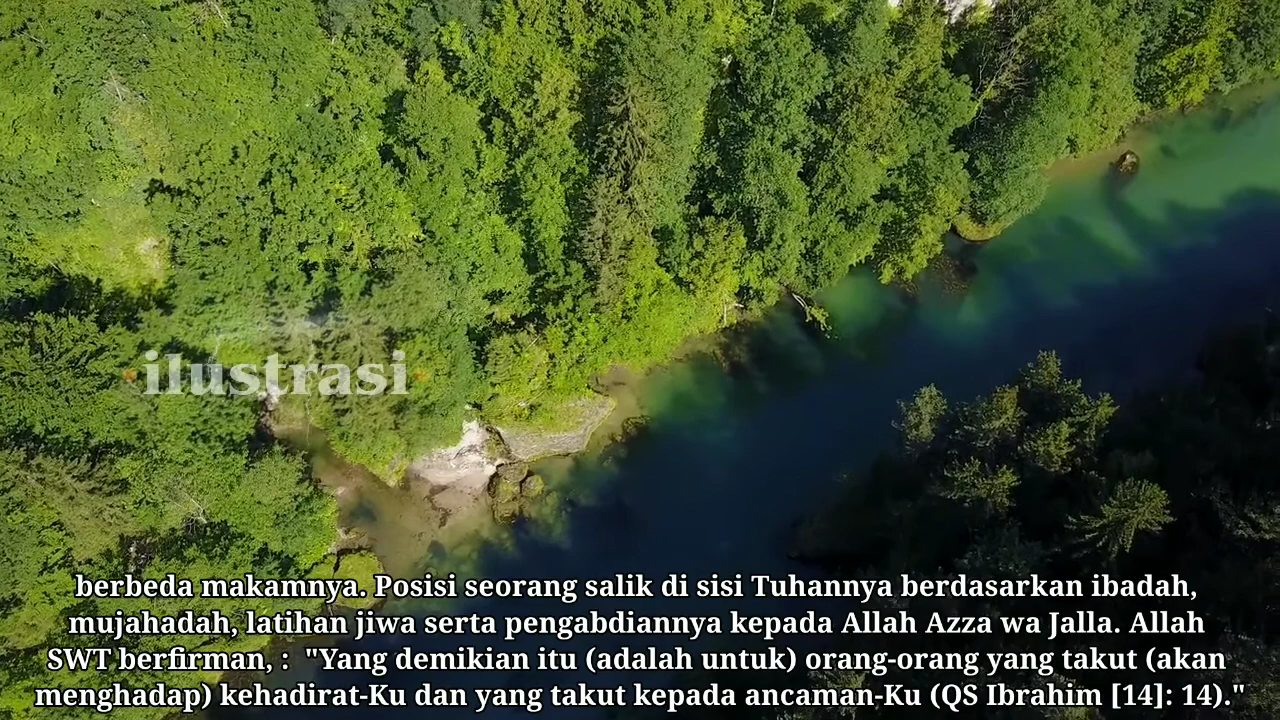 ilustrasi
berbeda makamnya. Posisi seorang salik di sisi Tuhannya berdasarkan ibadah,
mujahadah, latihan jiwa serta pengabdiannya kepada Allah Azza wa Jalla. Allah
SWT berfirman, :  "Yang demikian itu (adalah untuk) orang-orang yang takut (akan
menghadap) kehadirat-Ku dan yang takut kepada ancaman-Ku (QS Ibrahim [14]: 14)."